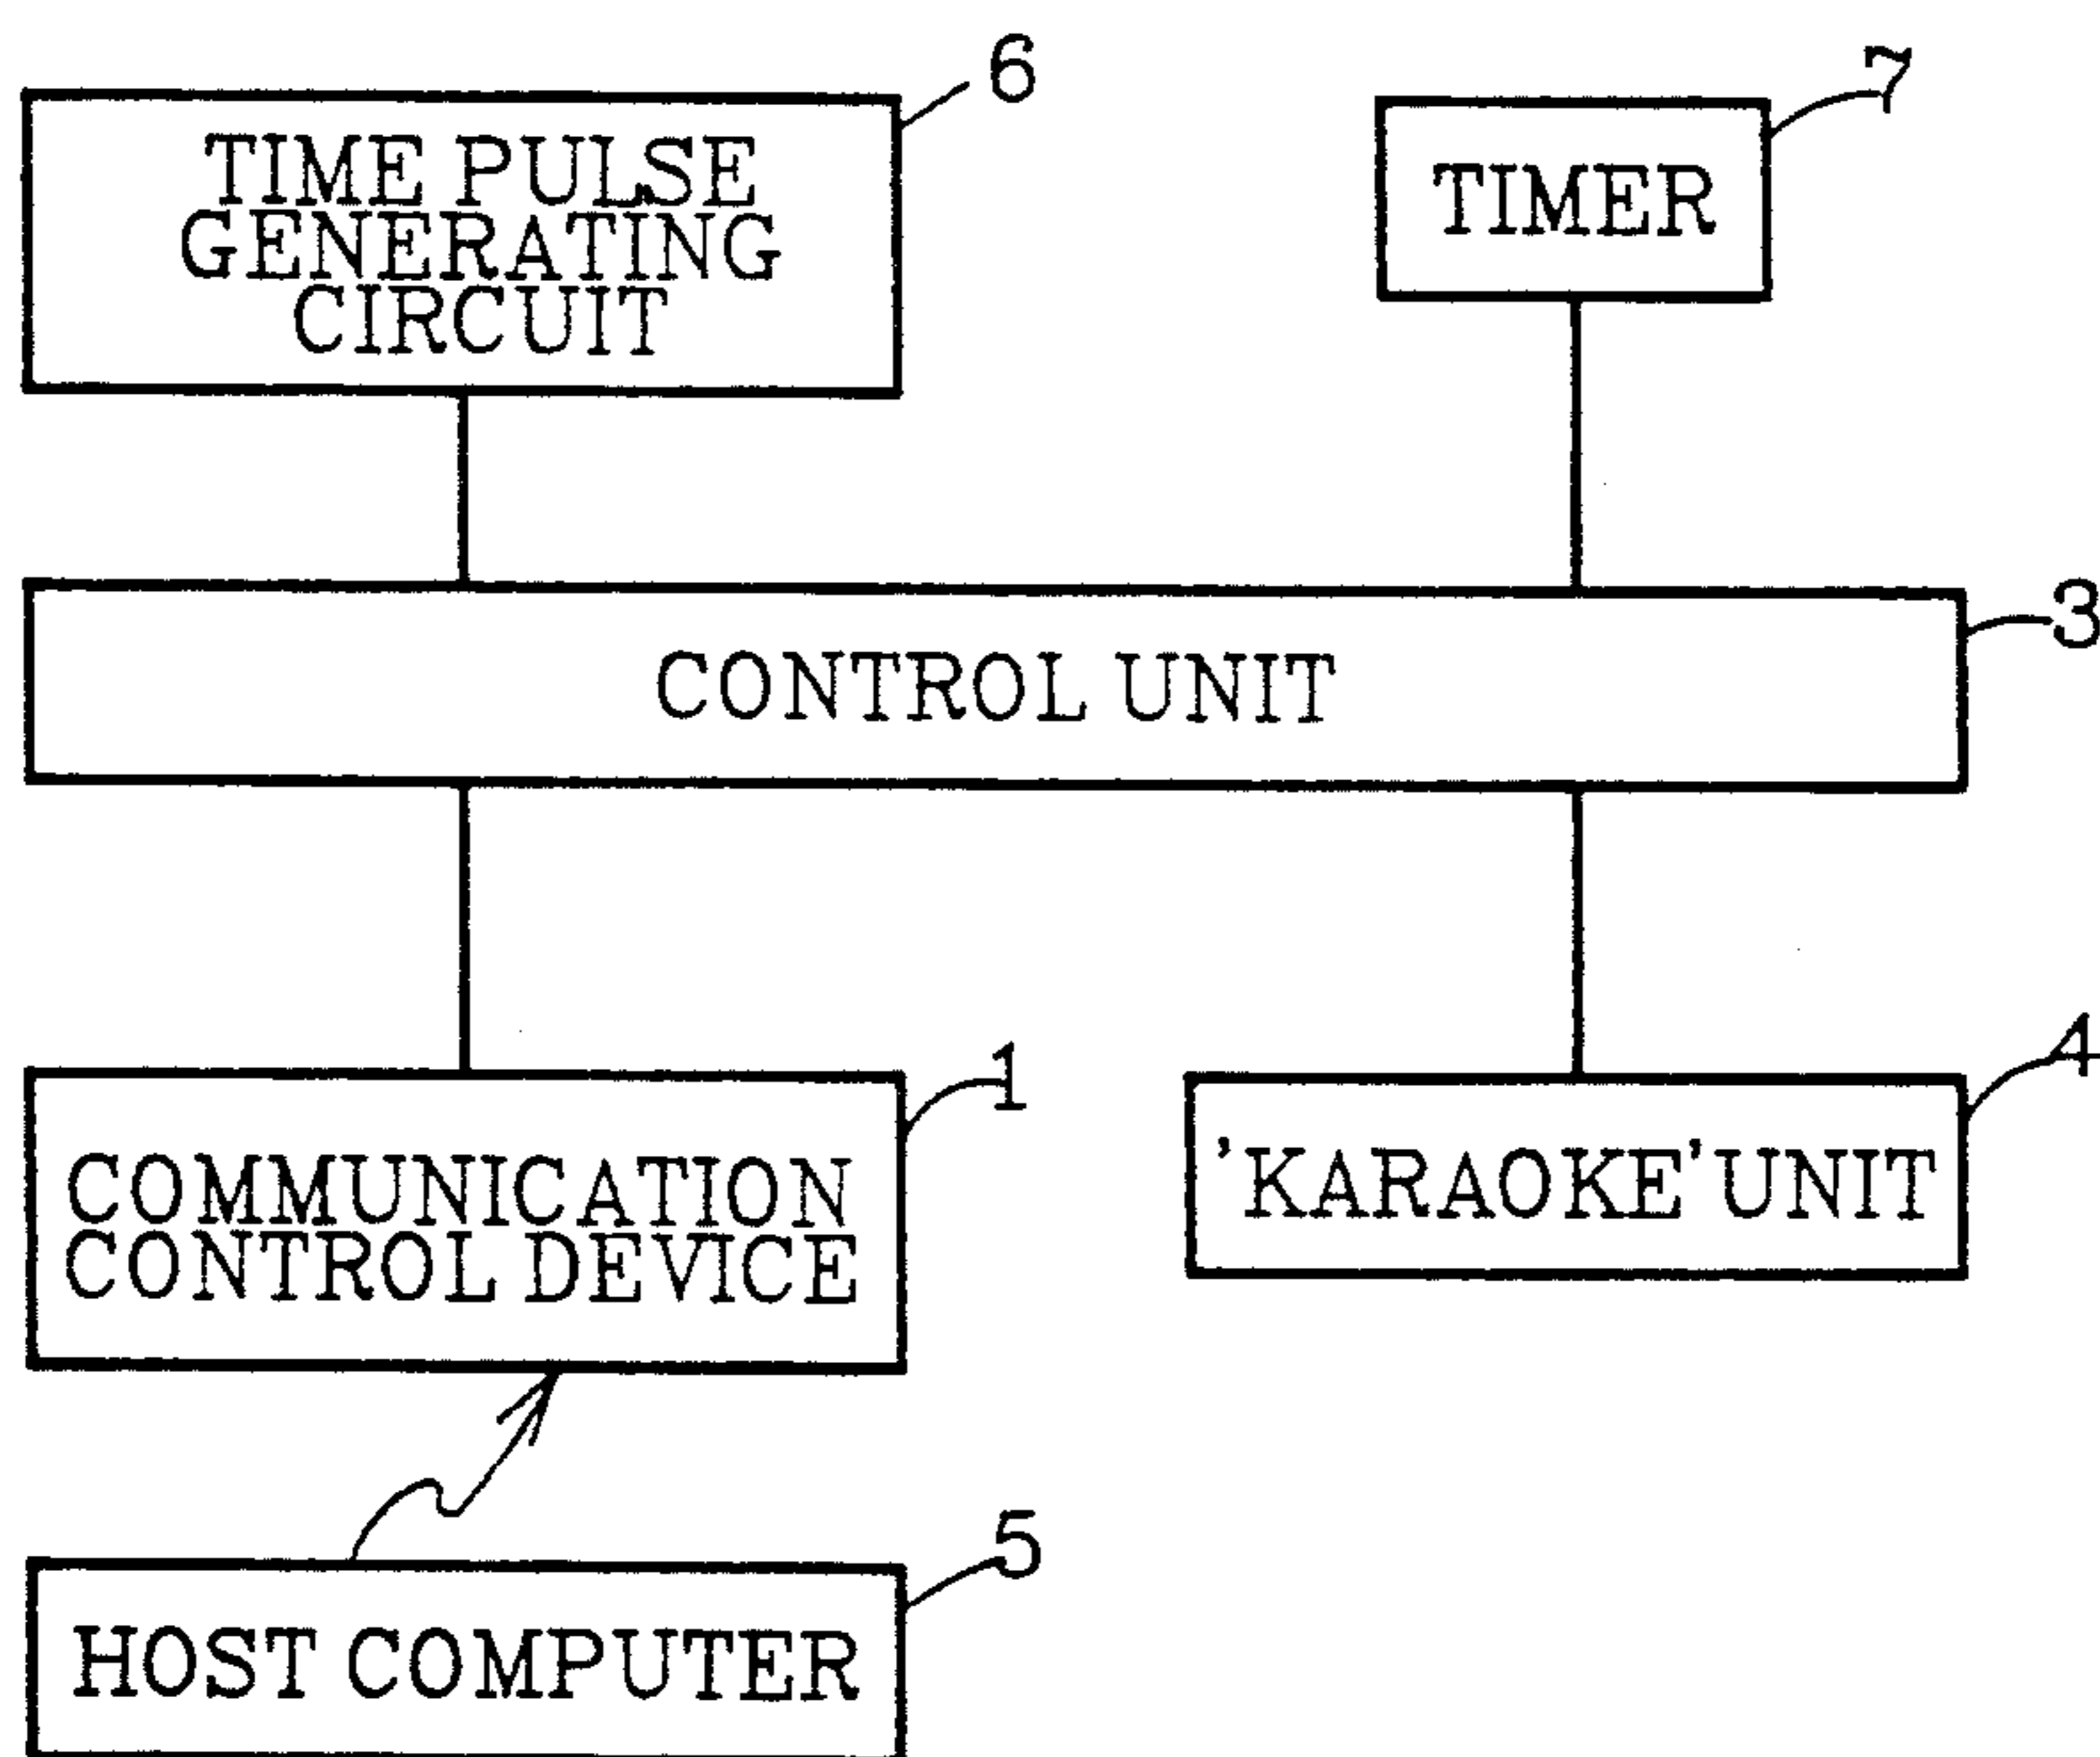 6
7
TIME PULSE
GENERATING
CIRCUIT
TIMER
3
CONTROL UNIT
1
4
COMMUNICATION
CONTROL DEVICE
’KARAOKE’ UNIT
5
HOST COMPUTER